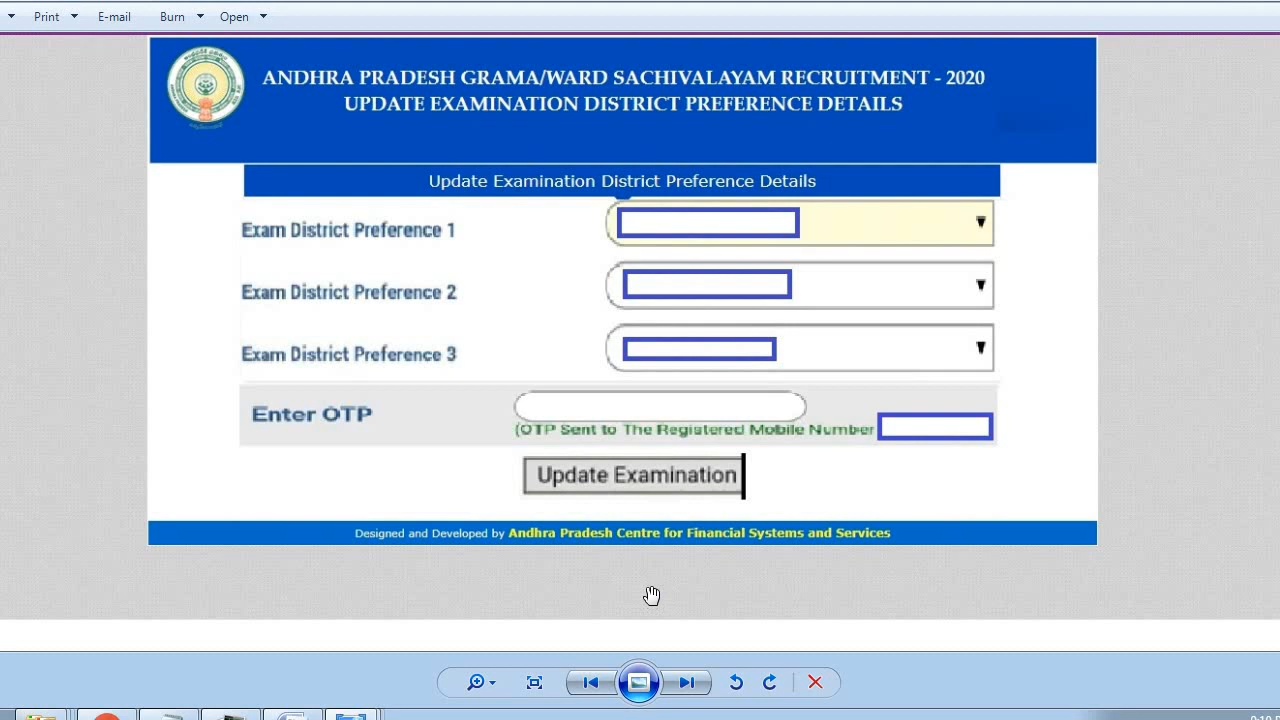 Print E-mail Burn Open
ANDHRA PRADESH GRAMA/WARD SACHIVALAYAM RECRUITMENT - 2020
UPDATE EXAMINATION DISTRICT PREFERENCE DETAILS
Update Examination District Preference Details
Exam District Preference 1
Exam District Preference 2
Exam District Preference 3
Enter OTP
(OTP Sent to The Registered Mobile Number
Update Examination
Designed and Developed by Andhra Pradesh Centre for Financial Systems and Services